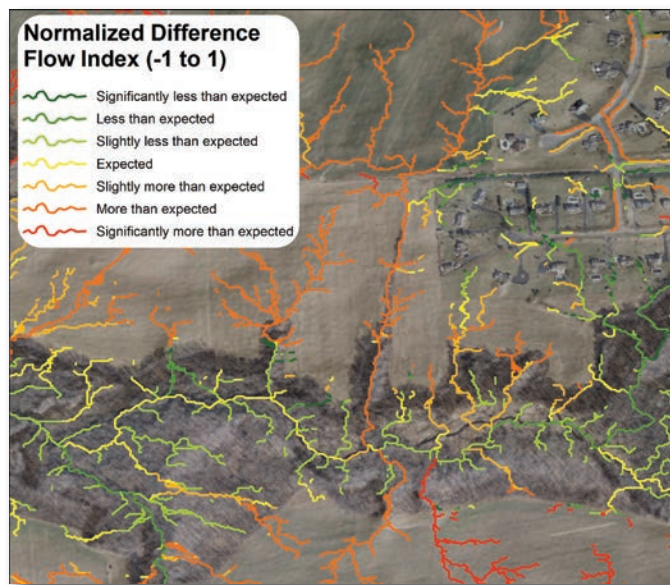 Normalized Difference
Flow Index (-1 to 1)
Significantly less than expected
Less than expected
Slightly less than expected
Expected
Slightly more than expected
More than expected
Significantly more than expected